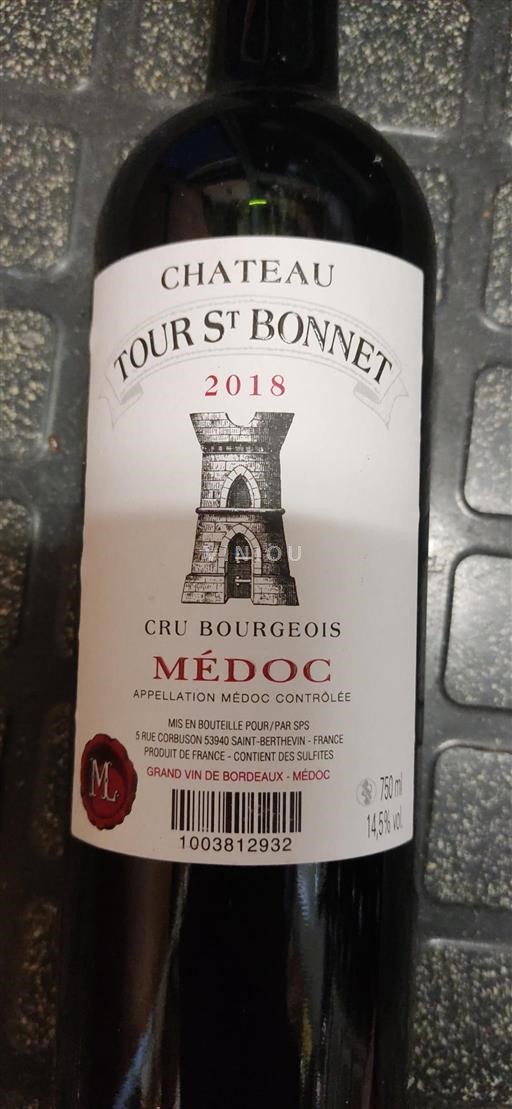 CHATEAU
TOUR ST BONNET
2018
VINIOU
CRU BOURGEOIS
MÉDOC
APPELLATION MÉDOC CONTRÔLÉE
MIS EN BOUTEILLE POUR/PAR SPS
5 RUE CORBUSON 53940 SAINT-BERTHEVIN - FRANCE
PRODUIT DE FRANCE - CONTIENT DES SULFITES
GRAND VIN DE BORDEAUX - MÉDOC
ML
750 ml
14,5% vol.
1003812932